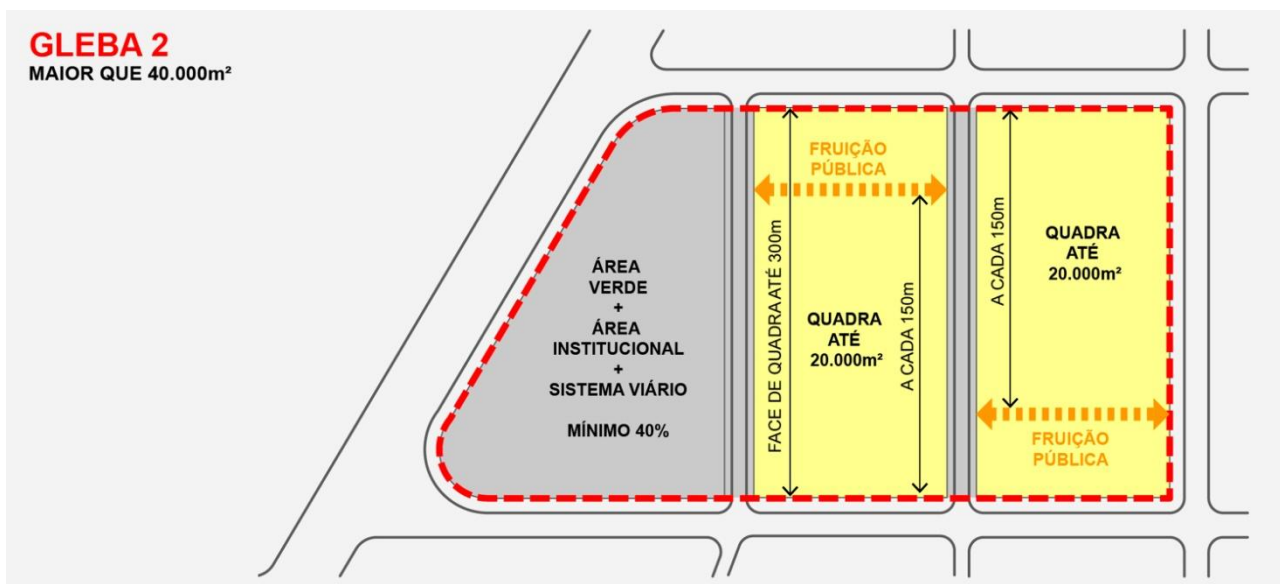 GLEBA 2
MAIOR QUE 40.000m²
ÁREA
VERDE
+
ÁREA
INSTITUCIONAL
+
SISTEMA VIÁRIO
MÍNIMO 40%
FACE DE QUADRA ATÉ 300m
FRUIÇÃO
PÚBLICA
QUADRA
ATÉ
20.000m²
A CADA 150m
A CADA 150m
QUADRA
ATÉ
20.000m²
FRUIÇÃO
PÚBLICA